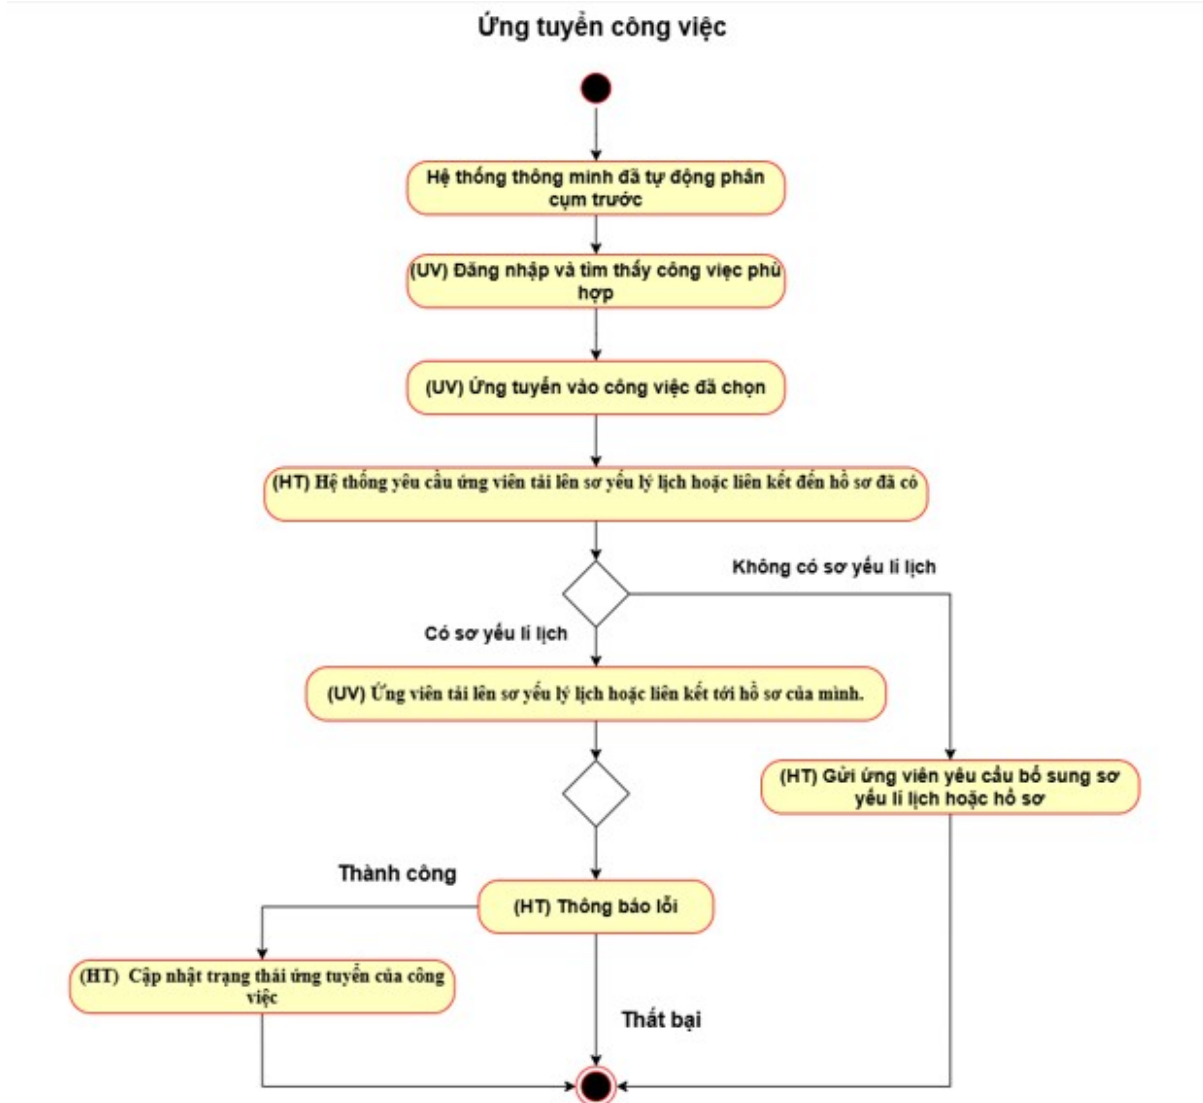 Ứng tuyển công việc
Hệ thống thông minh đã tự động phân
cụm trước
(UV) Đăng nhập và tìm thấy công việc phù
hợp
(UV) Ứng tuyển vào công việc đã chọn
(HT) Hệ thống yêu cầu ứng viên tải lên sơ yếu lý lịch hoặc liên kết đến hồ sơ đã có
Không có sơ yếu lí lịch
Có sơ yếu lí lịch
(UV) Ứng viên tải lên sơ yếu lý lịch hoặc liên kết tới hồ sơ của mình.
(HT) Gửi ứng viên yêu cầu bổ sung sơ
yếu lí lịch hoặc hồ sơ
Thành công
(HT) Thông báo lỗi
(HT) Cập nhật trạng thái ứng tuyển của công
việc
Thất bại